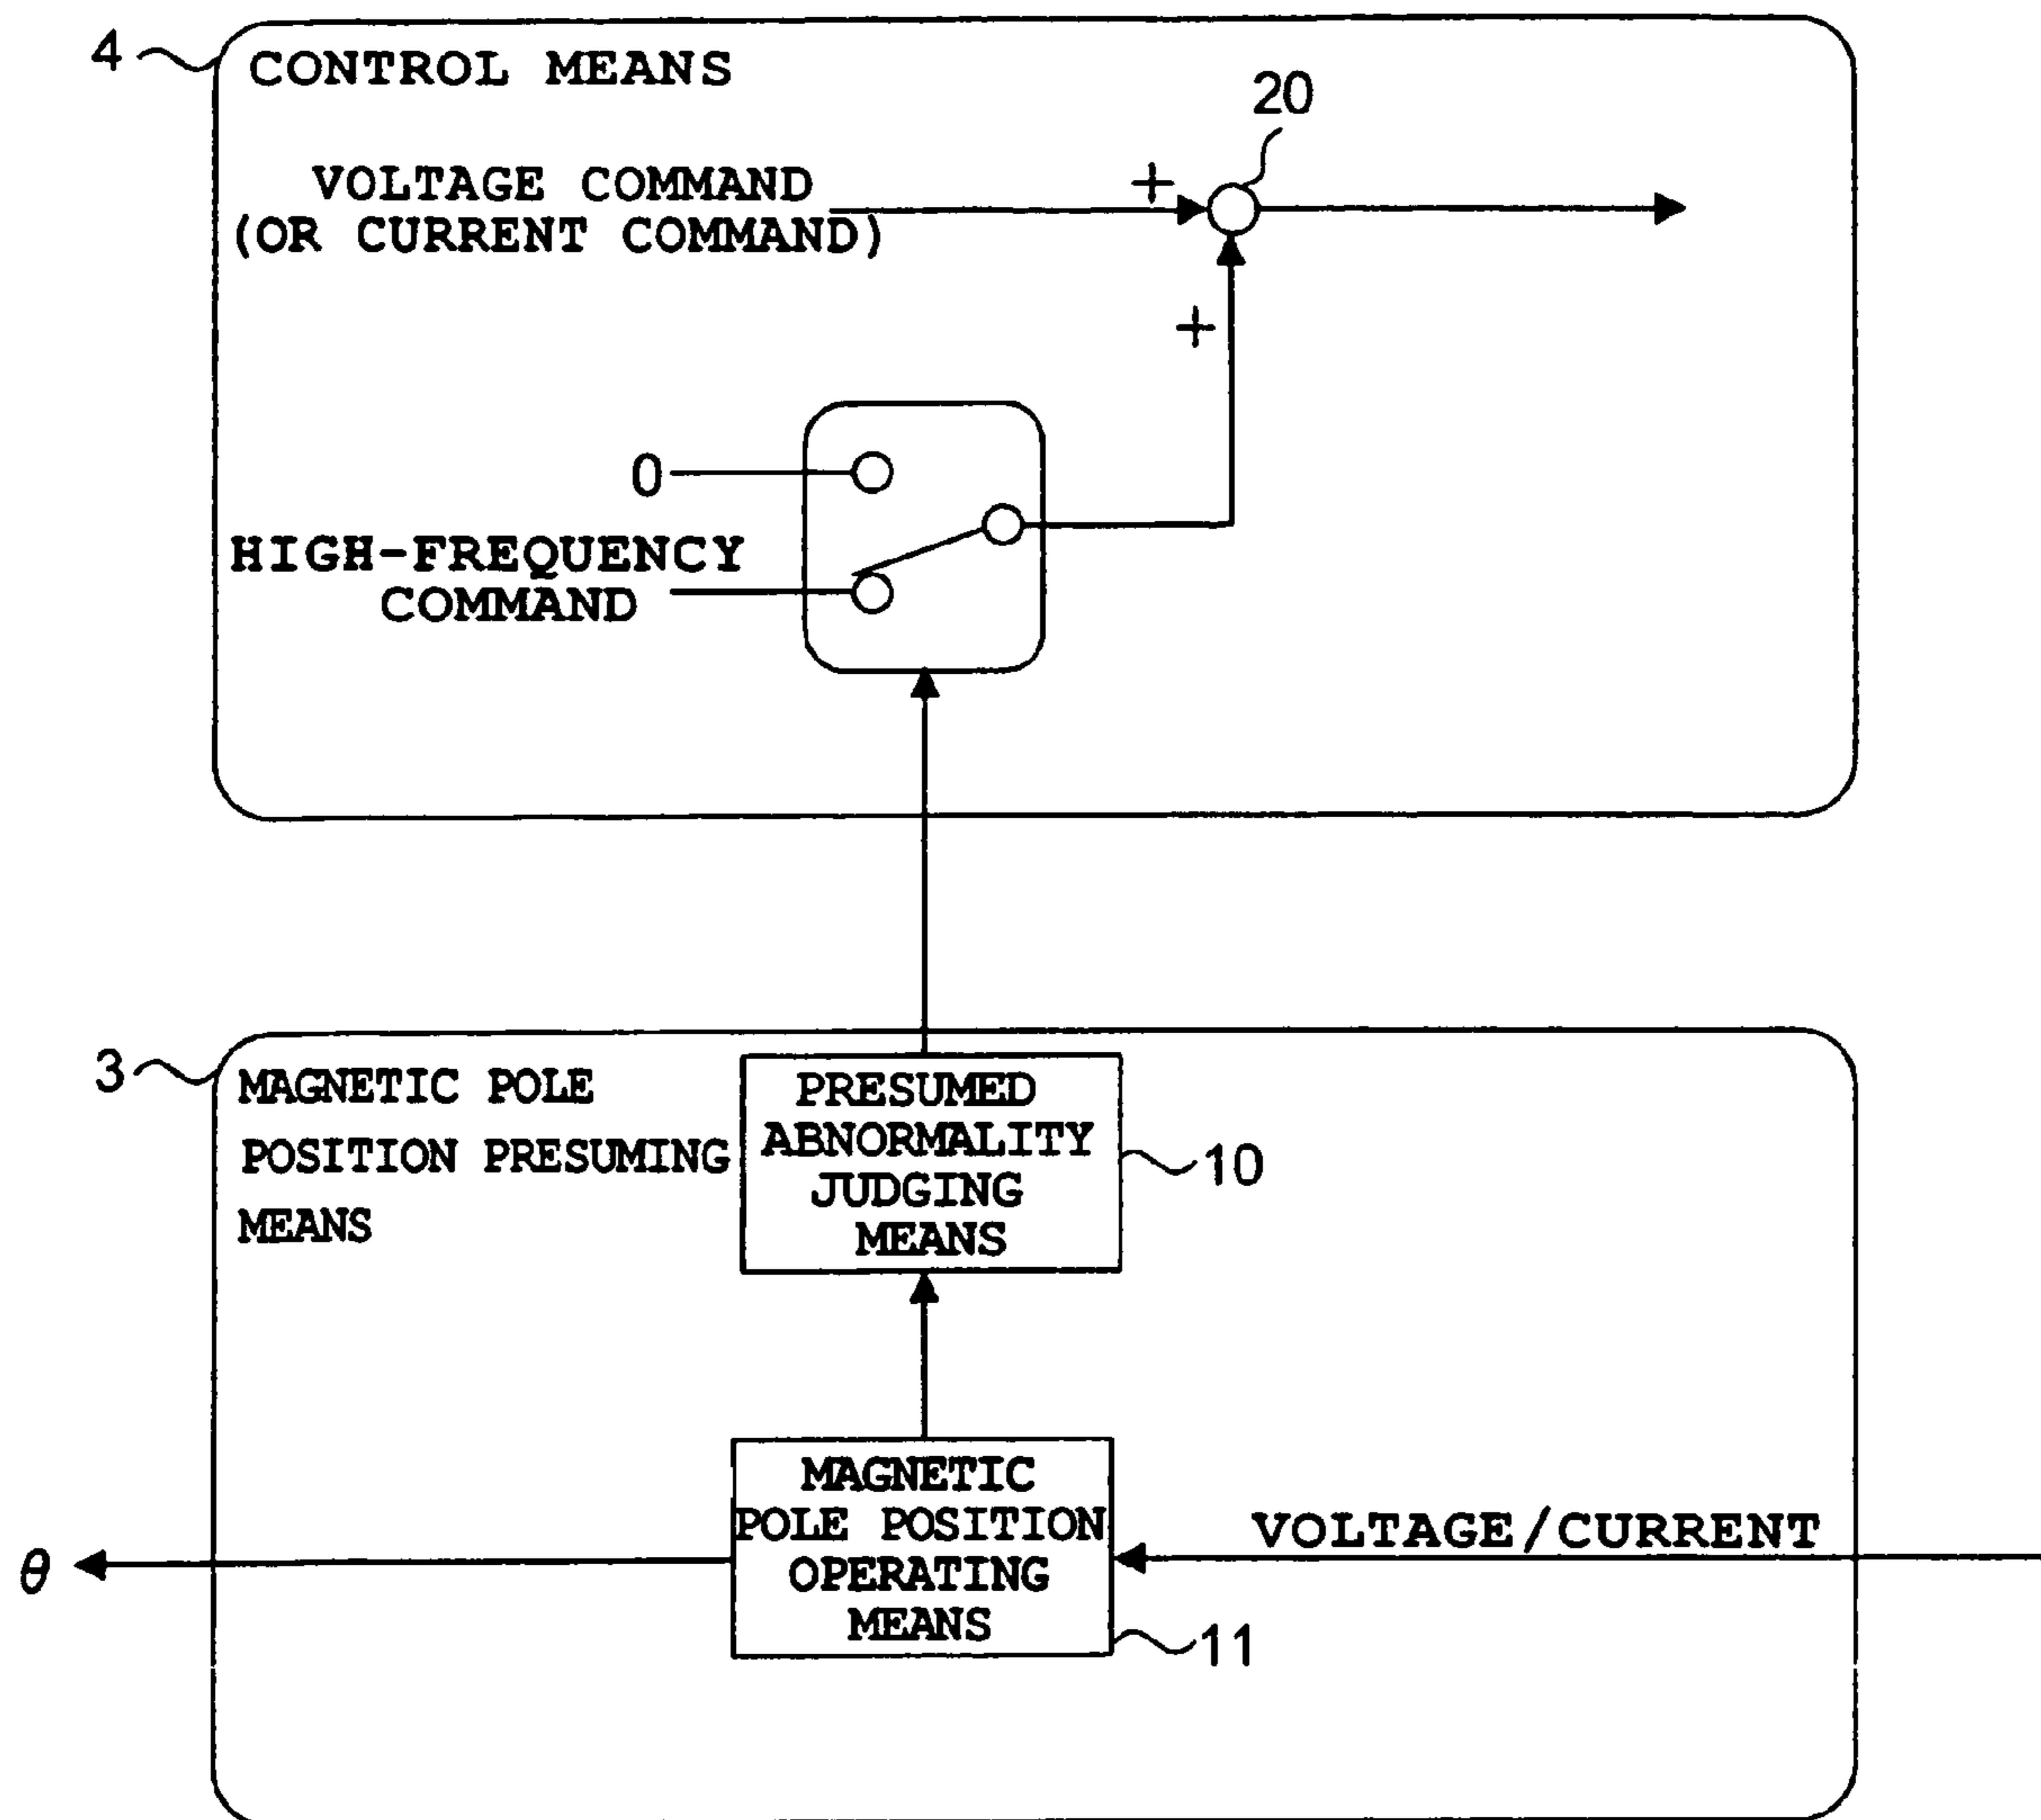 4
CONTROL MEANS
20
VOLTAGE COMMAND
(OR CURRENT COMMAND)
+
+
0
HIGH-FREQUENCY
COMMAND
3
MAGNETIC POLE
POSITION PRESUMING
MEANS
PRESUMED
ABNORMALITY
JUDGING
MEANS
10
MAGNETIC
POLE POSITION
OPERATING
MEANS
11
VOLTAGE/CURRENT
θ